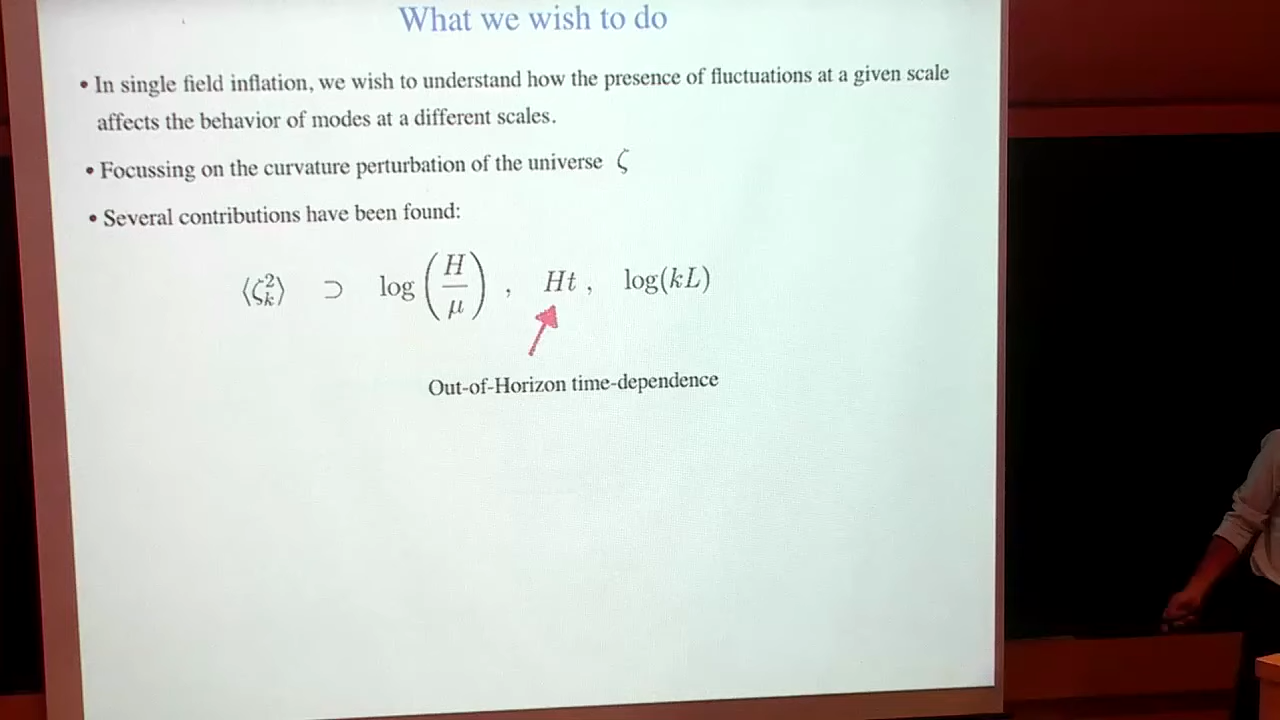 What we wish to do
• In single field inflation, we wish to understand how the presence of fluctuations at a given scale
affects the behavior of modes at a different scales.
• Focussing on the curvature perturbation of the universe ζ
• Several contributions have been found:
⟨ζ_k^2⟩ ⊃ log(H/μ) , Ht , log(kL)
Out-of-Horizon time-dependence